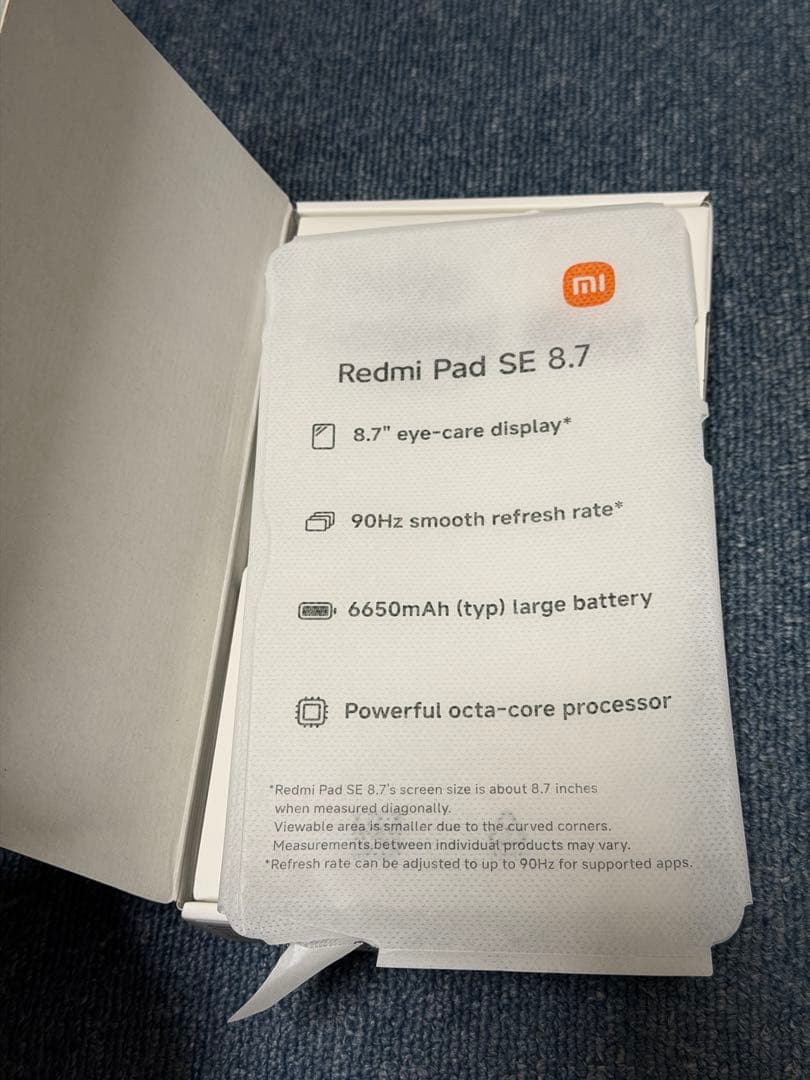 mi
Redmi Pad SE 8.7
8.7" eye-care display*
90Hz smooth refresh rate*
6650mAh (typ) large battery
Powerful octa-core processor
*Redmi Pad SE 8.7's screen size is about 8.7 inches
when measured diagonally.
Viewable area is smaller due to the curved corners.
Measurements between individual products may vary.
*Refresh rate can be adjusted to up to 90Hz for supported apps.